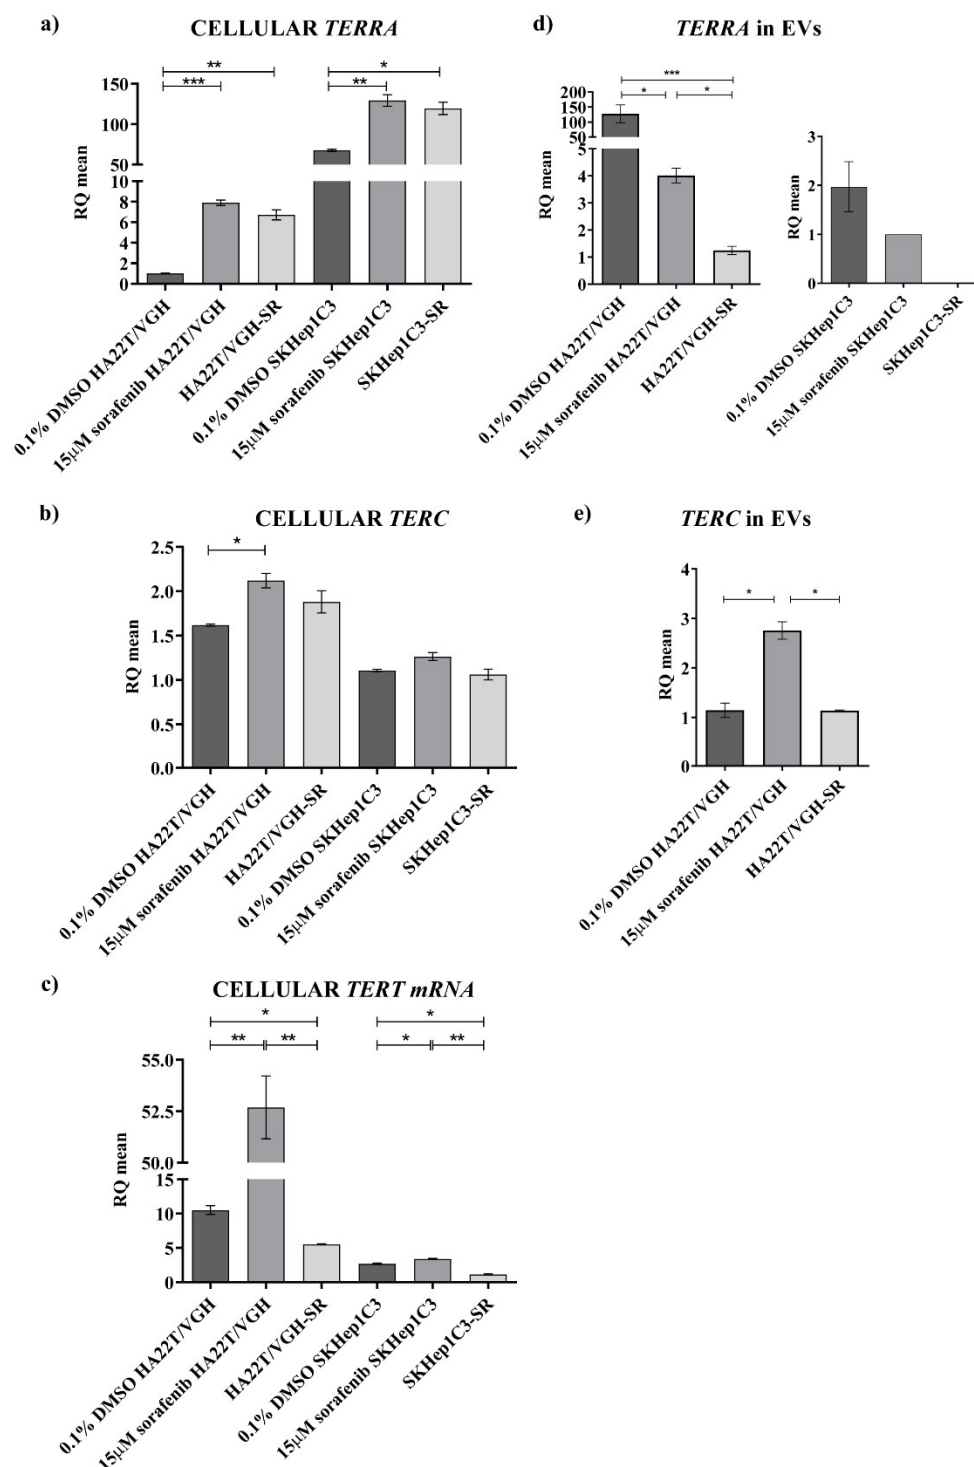 a)
CELLULAR TERRA
**
***
*
**
RQ mean
150
100
50
10
8
6
4
2
0
0.1% DMSO HA22T/VGH
15μM sorafenib HA22T/VGH
HA22T/VGH-SR
0.1% DMSO SKHep1C3
15μM sorafenib SKHep1C3
SKHep1C3-SR
d)
TERRA in EVs
***
*
*
RQ mean
200
150
100
50
5
4
3
2
1
0
0.1% DMSO HA22T/VGH
15μM sorafenib HA22T/VGH
HA22T/VGH-SR
RQ mean
3
2
1
0
0.1% DMSO SKHep1C3
15μM sorafenib SKHep1C3
SKHep1C3-SR
b)
CELLULAR TERC
*
RQ mean
2.5
2.0
1.5
1.0
0.5
0.0
0.1% DMSO HA22T/VGH
15μM sorafenib HA22T/VGH
HA22T/VGH-SR
0.1% DMSO SKHep1C3
15μM sorafenib SKHep1C3
SKHep1C3-SR
e)
TERC in EVs
*
*
RQ mean
4
3
2
1
0
0.1% DMSO HA22T/VGH
15μM sorafenib HA22T/VGH
HA22T/VGH-SR
c)
CELLULAR TERT mRNA
*
**
**
*
*
**
RQ mean
55.0
52.5
50.0
15
10
5
0
0.1% DMSO HA22T/VGH
15μM sorafenib HA22T/VGH
HA22T/VGH-SR
0.1% DMSO SKHep1C3
15μM sorafenib SKHep1C3
SKHep1C3-SR